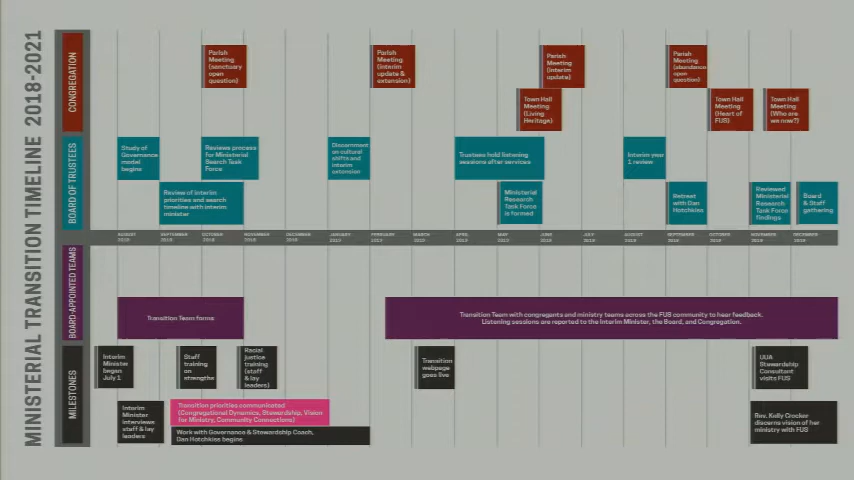 MINISTERIAL TRANSITION TIMELINE 2018-2021
CONGREGATION
Parish
Meeting
(sanctuary
open
question)
Parish
Meeting
(interim
update &
extension)
Parish
Meeting
(interim
update)
Parish
Meeting
(abundance
open
question)
Town Hall
Meeting
(Living
Heritage)
Town Hall
Meeting
(Heart of
FUS)
Town Hall
Meeting
(Who are
we now?)
BOARD OF TRUSTEES
Study of
Governance
model
begins
Reviews process
for Ministerial
Search Task
Force
Discernment
on cultural
shifts and
interim
extension
Trustees hold listening
sessions after services
Interim year
1 review
Review of interim
priorities and search
timeline with interim
minister
Ministerial
Research
Task Force
is formed
Retreat
with Dan
Hotchkins
Reviewed
Ministerial
Research
Task Force
findings
Board
& Staff
gathering
AUGUST
2018
SEPTEMBER
2018
OCTOBER
2018
NOVEMBER
2018
DECEMBER
2018
JANUARY
2019
FEBRUARY
2019
MARCH
2019
APRIL
2019
MAY
2019
JUNE
2019
JULY
2019
AUGUST
2019
SEPTEMBER
2019
OCTOBER
2019
NOVEMBER
2019
DECEMBER
2019
BOARD-APPOINTED TEAMS
Transition Team forms
Transition Team with congregants and ministry teams across the FUS community to hear feedback.
Listening sessions are reported to the Interim Minister, the Board, and Congregation.
MILESTONES
Interim
Minister
began
July 1
Staff
training
on
strengths
Racial
justice
training
(staff
& lay
leaders)
Transition
webpage
goes live
UUA
Stewardship
Consultant
visits FUS
Interim
Minister
interviews
staff & lay
leaders
Transition priorities communicated
(Congregational Dynamics, Stewardship, Vision
for Ministry, Community Connections)
Work with Governance & Stewardship Coach,
Dan Hotchkiss begins
Rev. Kelly Crocker
discerns vision of her
ministry with FUS